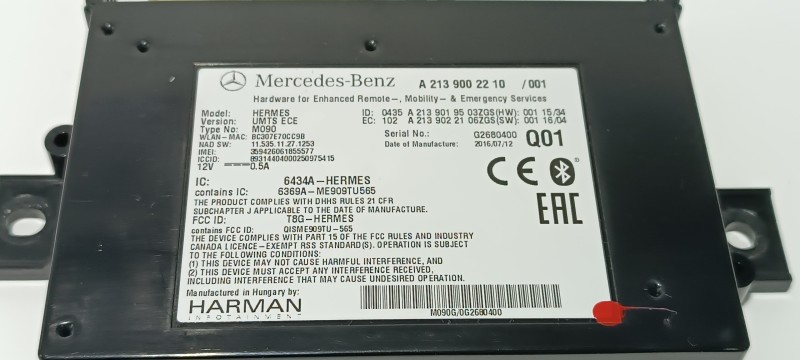 Mercedes-Benz A 213 900 22 10 /001
Hardware for Enhanced Remote-, Mobility- & Emergency Services
Model: HERMES ID: 0435 A 213 901 95 03ZGS(HW): 001 15/34
Version: UMTS ECE EC: 102 A 213 902 21 06ZGS(SW): 001 16/04
Type No: M090
WLAN-MAC: BC307E70CC9B Serial No.: G2680400 Q01
NAD SW: 11.535.11.27.1253 Date of Manufacture: 2016/07/12
IMEI: 359426061855577
ICCID: 89314404000250975415
12V 0.5A
IC: 6434A-HERMES CE
contains IC: 6369A-ME909TU565
THE PRODUCT COMPLIES WITH DHHS RULES 21 CFR
SUBCHAPTER J APPLICABLE TO THE DATE OF MANUFACTURE. EAC
FCC ID: T8G-HERMES
contains FCC ID: QISME909TU-565
THE DEVICE COMPLIES WITH PART 15 OF THE FCC RULES AND INDUSTRY
CANADA LICENCE-EXEMPT RSS STANDARD(S). OPERATION IS SUBJECT
TO THE FOLLOWING CONDITIONS:
(1) THIS DEVICE MAY NOT CAUSE HARMFUL INTERFERENCE, AND
(2) THIS DEVICE MUST ACCEPT ANY INTERFERENCE RECEIVED,
INCLUDING INTERFERENCE THAT MAY CAUSE UNDESIRED OPERATION.
Manufactured in Hungary by:
HARMAN
INFOTAINMENT
M090G/0G2680400